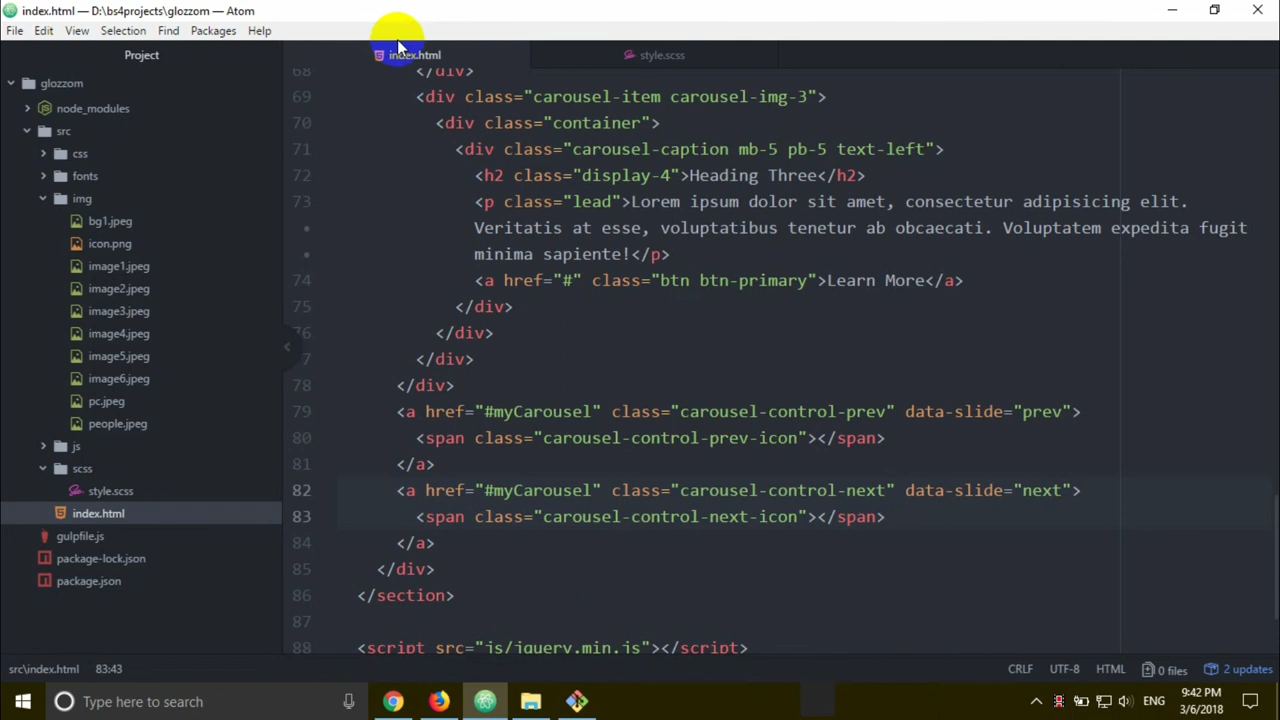 index.html — D:\bs4projects\glozzom — Atom
File Edit View Selection Find Packages Help
Project
index.html
style.scss
glozzom
node_modules
src
css
fonts
img
bg1.jpeg
icon.png
image1.jpeg
image2.jpeg
image3.jpeg
image4.jpeg
image5.jpeg
image6.jpeg
pc.jpeg
people.jpeg
js
scss
style.scss
index.html
gulpfile.js
package-lock.json
package.json
68 </div>
69 <div class="carousel-item carousel-img-3">
70 <div class="container">
71 <div class="carousel-caption mb-5 pb-5 text-left">
72 <h2 class="display-4">Heading Three</h2>
73 <p class="lead">Lorem ipsum dolor sit amet, consectetur adipisicing elit.
• Veritatis at esse, voluptatibus tenetur ab obcaecati. Voluptatem expedita fugit
• minima sapiente!</p>
74 <a href="#" class="btn btn-primary">Learn More</a>
75 </div>
76 </div>
7 </div>
78 </div>
79 <a href="#myCarousel" class="carousel-control-prev" data-slide="prev">
80 <span class="carousel-control-prev-icon"></span>
81 </a>
82 <a href="#myCarousel" class="carousel-control-next" data-slide="next">
83 <span class="carousel-control-next-icon"></span>
84 </a>
85 </div>
86 </section>
87
88 <script src="js/jquery.min.js"></script>
src\index.html 83:43 CRLF UTF-8 HTML 0 files 2 updates
Type here to search
ENG
9:42 PM
3/6/2018